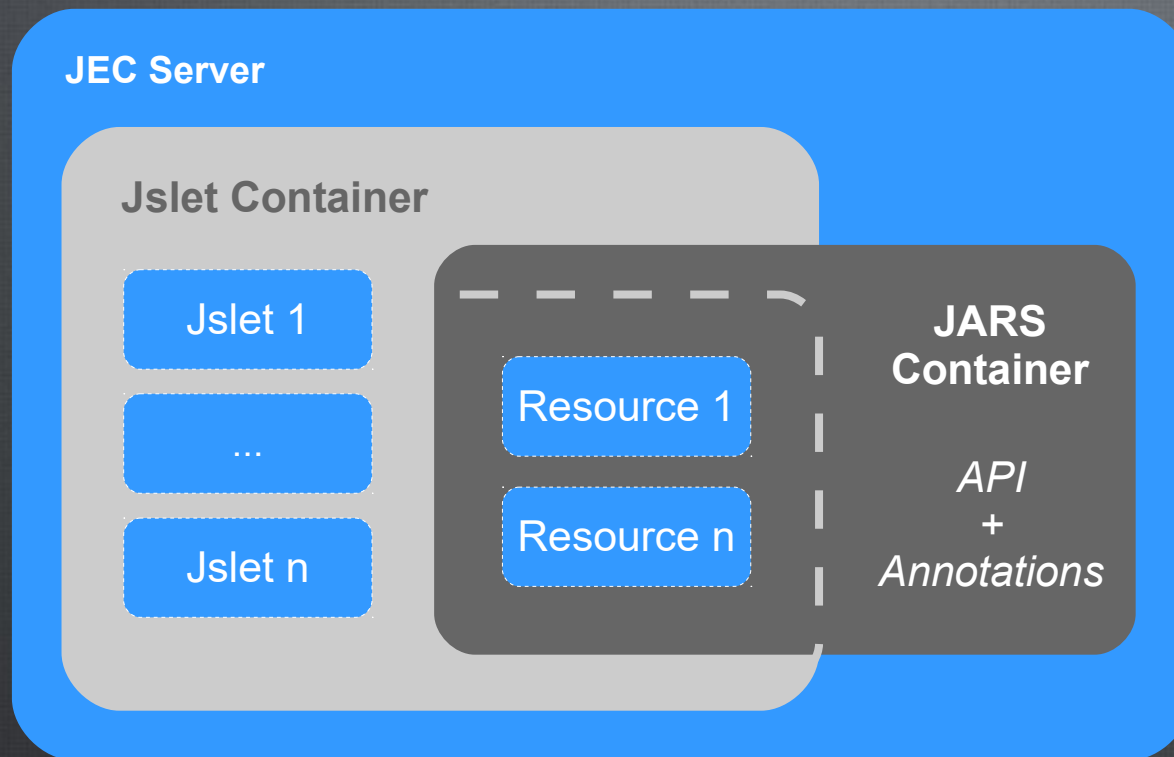 JEC Server
Jslet Container
Jslet 1
...
Jslet n
Resource 1
Resource n
JARS
Container
API
+
Annotations